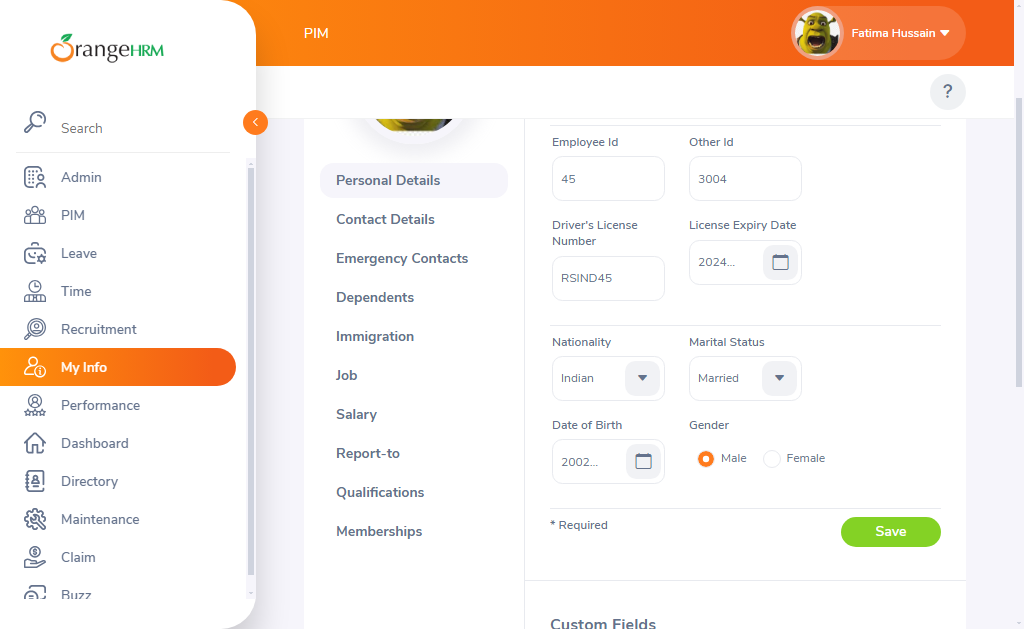 OrangeHRM
PIM
Fatima Hussain
?
Search
Admin
PIM
Leave
Time
Recruitment
My Info
Performance
Dashboard
Directory
Maintenance
Claim
Buzz
Personal Details
Contact Details
Emergency Contacts
Dependents
Immigration
Job
Salary
Report-to
Qualifications
Memberships
Employee Id
Other Id
45
3004
Driver's License
Number
License Expiry Date
RSIND45
2024...
Nationality
Marital Status
Indian
Married
Date of Birth
Gender
2002...
Male
Female
* Required
Save
Custom Fields